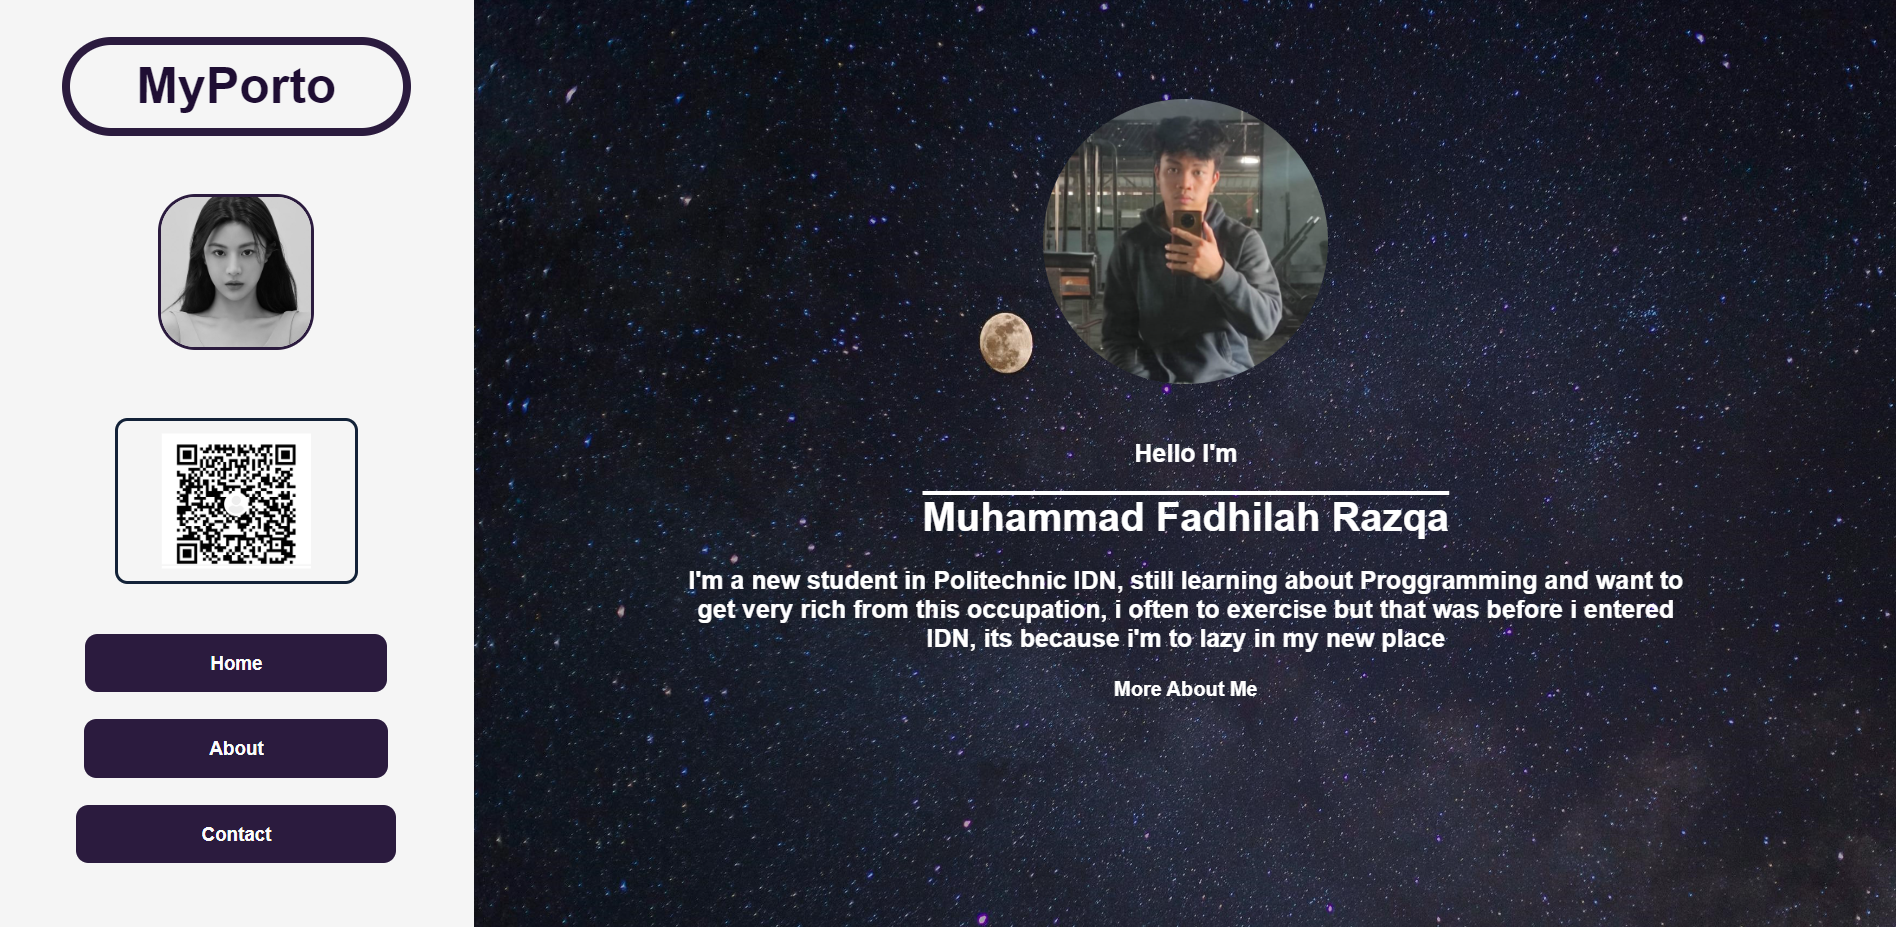 MyPorto
Home
About
Contact
Hello I'm
Muhammad Fadhilah Razqa
I'm a new student in Politechnic IDN, still learning about Proggramming and want to
get very rich from this occupation, i often to exercise but that was before i entered
IDN, its because i'm to lazy in my new place
More About Me